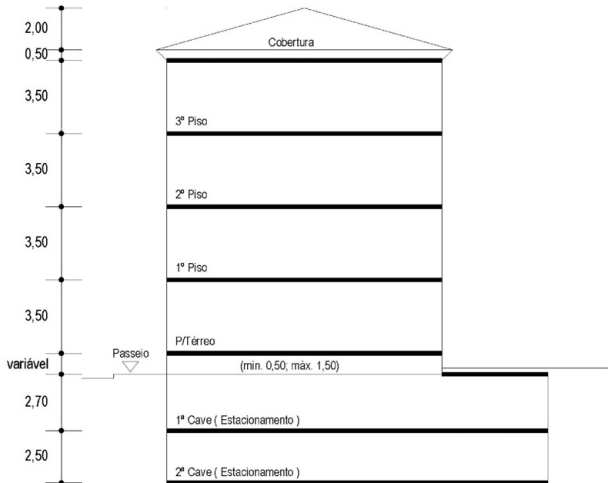 2,00
Cobertura
0,50
3,50
3º Piso
3,50
2º Piso
3,50
1º Piso
3,50
P/Térreo
variável
Passeio
(min. 0,50; máx. 1,50)
2,70
1ª Cave ( Estacionamento )
2,50
2ª Cave ( Estacionamento )